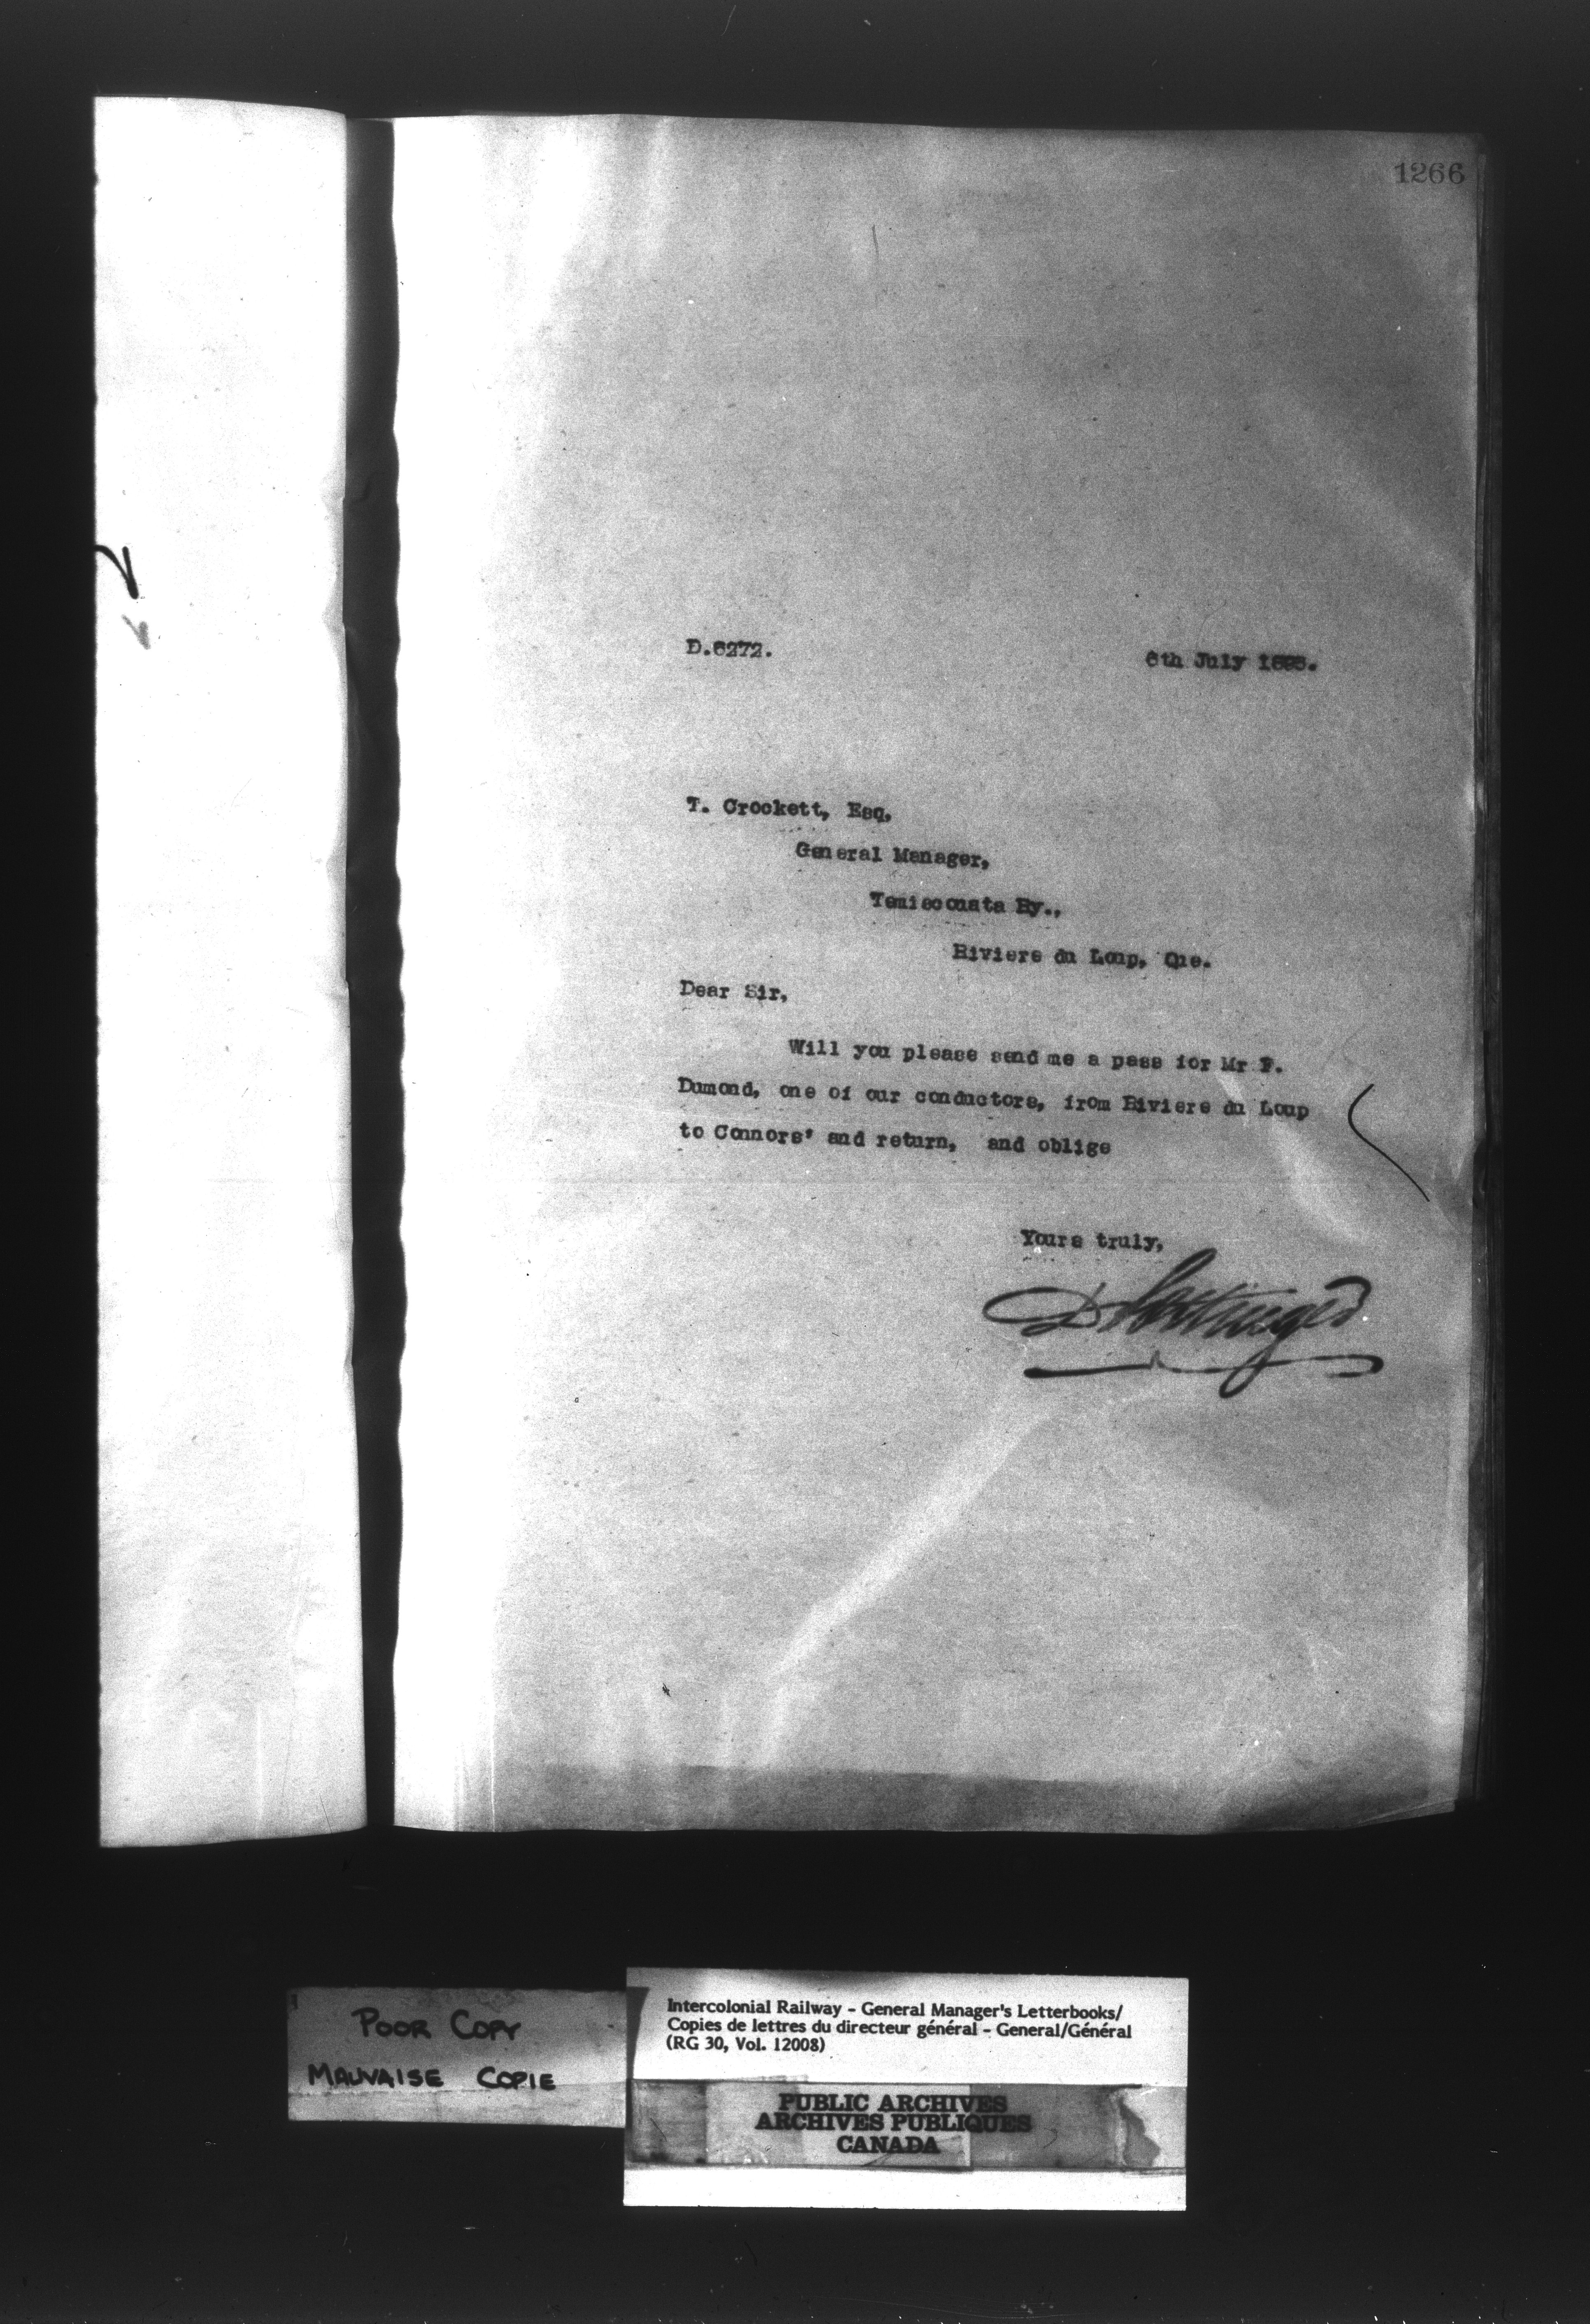 1266
D.6272.
6th July
T. Crockett, Esq,
General Manager,
Temiscouata Ry.,
Riviere du Loup, Que.
Dear Sir,
Will you please send me a pass for Mr F.
Dumond, one of our conductors, from Riviere du Loup
to Connors' and return, and oblige
Yours truly,
D Pottinger
POOR COPY
MAUVAISE COPIE
Intercolonial Railway - General Manager's Letterbooks/
Copies de lettres du directeur général - General/Général
(RG 30, Vol. 12008)
PUBLIC ARCHIVES
ARCHIVES PUBLIQUES
CANADA